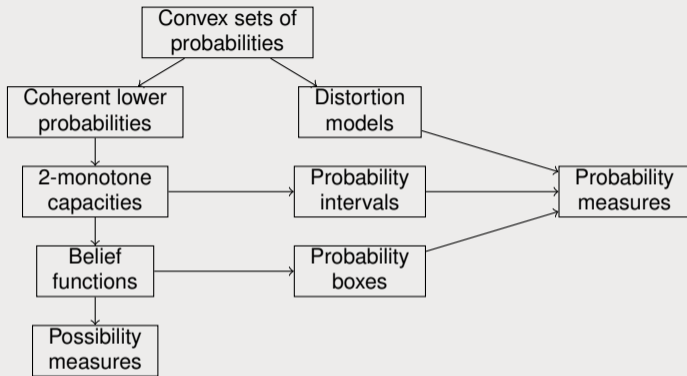 Convex sets of
probabilities
Coherent lower
probabilities
Distortion
models
2-monotone
capacities
Probability
intervals
Probability
measures
Belief
functions
Probability
boxes
Possibility
measures